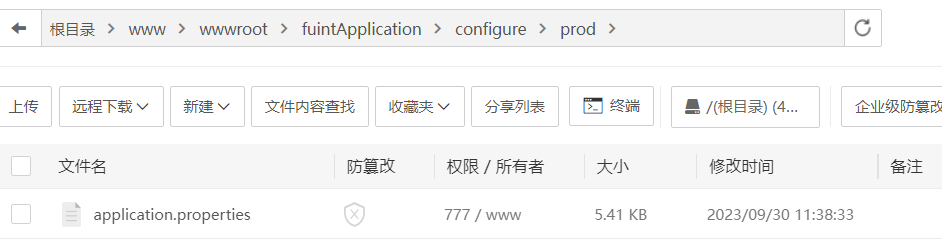 根目录 > www > wwwroot > fuintApplication > configure > prod >
上传 远程下载 新建 文件内容查找 收藏夹 分享列表 终端 /(根目录) (4... 企业级防篡改
文件名 防篡改 权限 / 所有者 大小 修改时间 备注
application.properties 777 / www 5.41 KB 2023/09/30 11:38:33